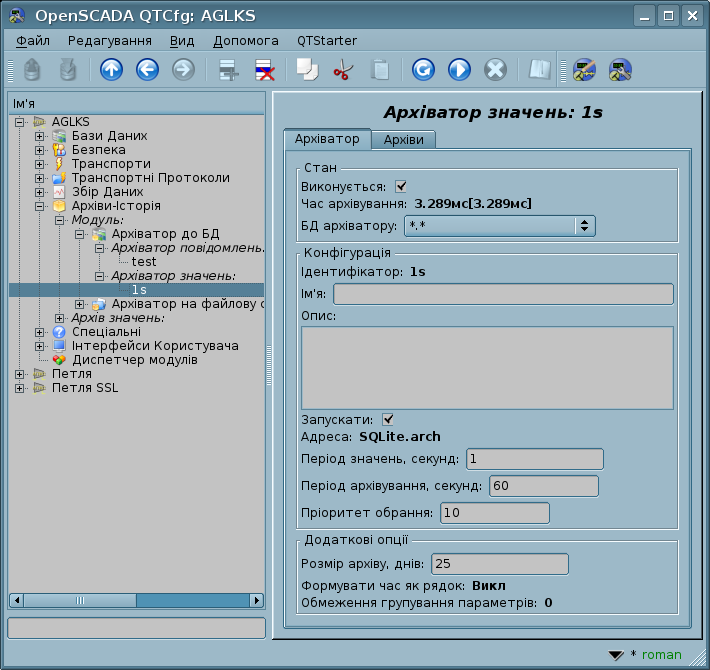 OpenSCADA QTCfg: AGLKS
Файл Редагування Вид Допомога QTStarter
Ім'я
AGLKS
Бази Даних
Безпека
Транспорти
Транспортні Протоколи
Збір Даних
Архіви-Історія
Модуль:
Архіватор до БД
Архіватор повідомлень:
test
Архіватор значень:
1s
Архіватор на файлову с
Архів значень:
Спеціальні
Інтерфейси Користувача
Диспетчер модулів
Петля
Петля SSL
Архіватор значень: 1s
Архіватор Архіви
Стан
Виконується:
Час архівування: 3.289мс[3.289мс]
БД архіватору: *.*
Конфігурація
Ідентифікатор: 1s
Ім'я:
Опис:
Запускати:
Адреса: SQLite.arch
Період значень, секунд: 1
Період архівування, секунд: 60
Пріоритет обрання: 10
Додаткові опції
Розмір архіву, днів: 25
Формувати час як рядок: Викл
Обмеження групування параметрів: 0
* roman